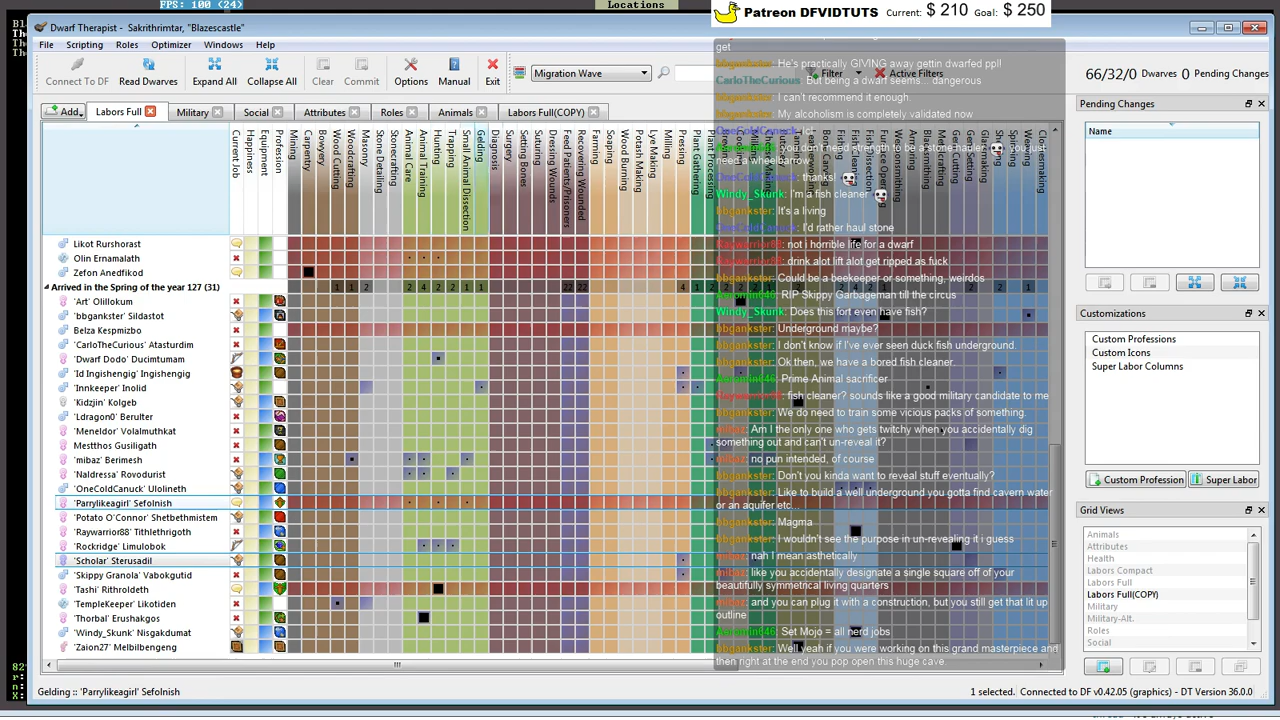 FPS: 100 (24)
Locations
Patreon DFVIDTUTS Current: $ 210 Goal: $ 250
Dwarf Therapist - Sakrithrimtar, "Blazescastle"
File Scripting Roles Optimizer Windows Help
Connect To DF Read Dwarves Expand All Collapse All Clear Commit Options Manual Exit
Migration Wave
Filter Active Filters
66/32/0 Dwarves 0 Pending Changes
Add Labors Full Military Social Attributes Roles Animals Labors Full(COPY)
Current Job
Happiness
Equipment
Profession
Mining
Carpentry
Bowyery
Wood Cutting
Woodcrafting
Masonry
Stone Detailing
Stonecrafting
Animal Care
Animal Training
Hunting
Trapping
Small Animal Dissection
Gelding
Diagnosis
Surgery
Setting Bones
Suturing
Dressing Wounds
Feed Patients/Prisoners
Recovering Wounded
Farming
Soaping
Wood Burning
Potash Making
Lye Making
Milling
Pressing
Plant Gathering
Likot Rurshorast
Olin Ernamalath
Zefon Anedfikod
Arrived in the Spring of the year 127 (31)
'Art' Olillokum
'bbgankster' Sildastot
Belza Kespmizbo
'CarloTheCurious' Atasturdim
'Dwarf Dodo' Ducimtumam
'Id Ingishengig' Ingishengig
'Innkeeper' Inolid
'Kidzjin' Kolgeb
'Ldragon0' Berulter
'Meneldor' Volalmuthkat
Mestthos Gusiligath
'mibaz' Berimesh
'Naldressa' Rovodurist
'OneColdCanuck' Ulolineth
'Parrylikeagirl' Sefolnish
'Potato O'Connor' Shetbethmistem
'Raywarrior88' Tithlethrigoth
'Rockridge' Limulobok
'Scholar' Sterusadil
'Skippy Granola' Vabokgutid
'Tashi' Rithroldeth
'TempleKeeper' Likotiden
'Thorbal' Erushakgos
'Windy_Skunk' Nisgakdumat
'Zaion27' Melbilbengeng
get
bbgankster: He's practically GIVING away gettin dwarfed ppll
CarloTheCurious: But being a dwarf seems... dangerous
bbgankster: I can't recommend it enough.
bbgankster: My alcoholism is completely validated now
OneColdCanuck: lol
you don't need strength to be a stone hauler you just
need a wheelbarrow
OneColdCanuck: thanks!
Windy_Skunk: I'm a fish cleaner
bbgankster: It's a living
OneColdCanuck: I'd rather haul stone
Raywarrior88: not i horrible life for a dwarf
Raywarrior88: drink alot lift alot get ripped as fuck
bbgankster: Could be a beekeeper or something, weirdos
RIP Skippy Garbageman till the circus
Windy_Skunk: Does this fort even have fish?
bbgankster: Underground maybe?
bbgankster: I don't know if I've ever seen duck fish underground.
bbgankster: Ok then, we have a bored fish cleaner.
Prime Animal sacrificer
Raywarrior88: fish cleaner? sounds like a good military candidate to me
bbgankster: We do need to train some vicious packs of something.
mibaz: Am I the only one who gets twitchy when you accidentally dig
something out and can't un-reveal it?
mibaz: no pun intended, of course
bbgankster: Don't you kinda want to reveal stuff eventually?
bbgankster: Like to build a well underground you gotta find cavern water
or an aquifer etc...
bbgankster: Magma
bbgankster: I wouldn't see the purpose in un-revealing it i guess
mibaz: nah I mean asthetically
mibaz: like you accidentally designate a single square off of your
beautifully symmetrical living quarters
mibaz: and you can plug it with a construction, but you still get that lit up
outline
Set Mojo = all nerd jobs
bbgankster: Well yeah if you were working on this grand masterpiece and
then right at the end you pop open this huge cave.
Pending Changes
Name
Customizations
Custom Professions
Custom Icons
Super Labor Columns
Custom Profession Super Labor
Grid Views
Animals
Attributes
Health
Labors Compact
Labors Full
Labors Full(COPY)
Military
Military-Alt.
Roles
Social
Gelding :: 'Parrylikeagirl' Sefolnish
1 selected. Connected to DF v0.42.05 (graphics) - DT Version 36.0.0